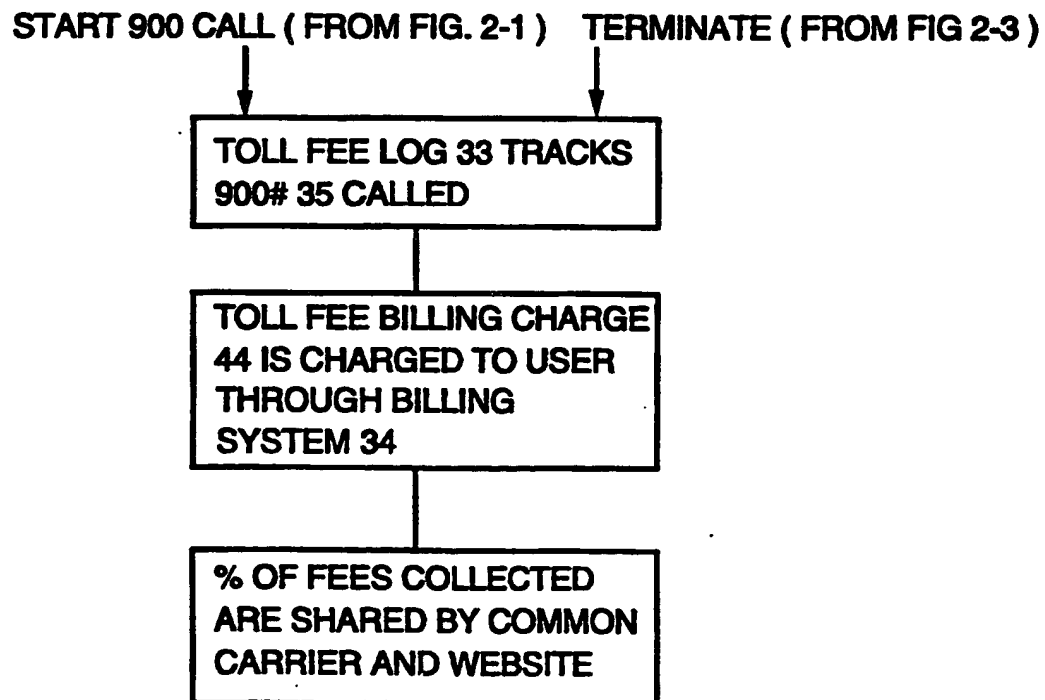 START 900 CALL ( FROM FIG. 2-1 ) TERMINATE ( FROM FIG 2-3 )
TOLL FEE LOG 33 TRACKS
900# 35 CALLED
TOLL FEE BILLING CHARGE
44 IS CHARGED TO USER
THROUGH BILLING
SYSTEM 34
% OF FEES COLLECTED
ARE SHARED BY COMMON
CARRIER AND WEBSITE